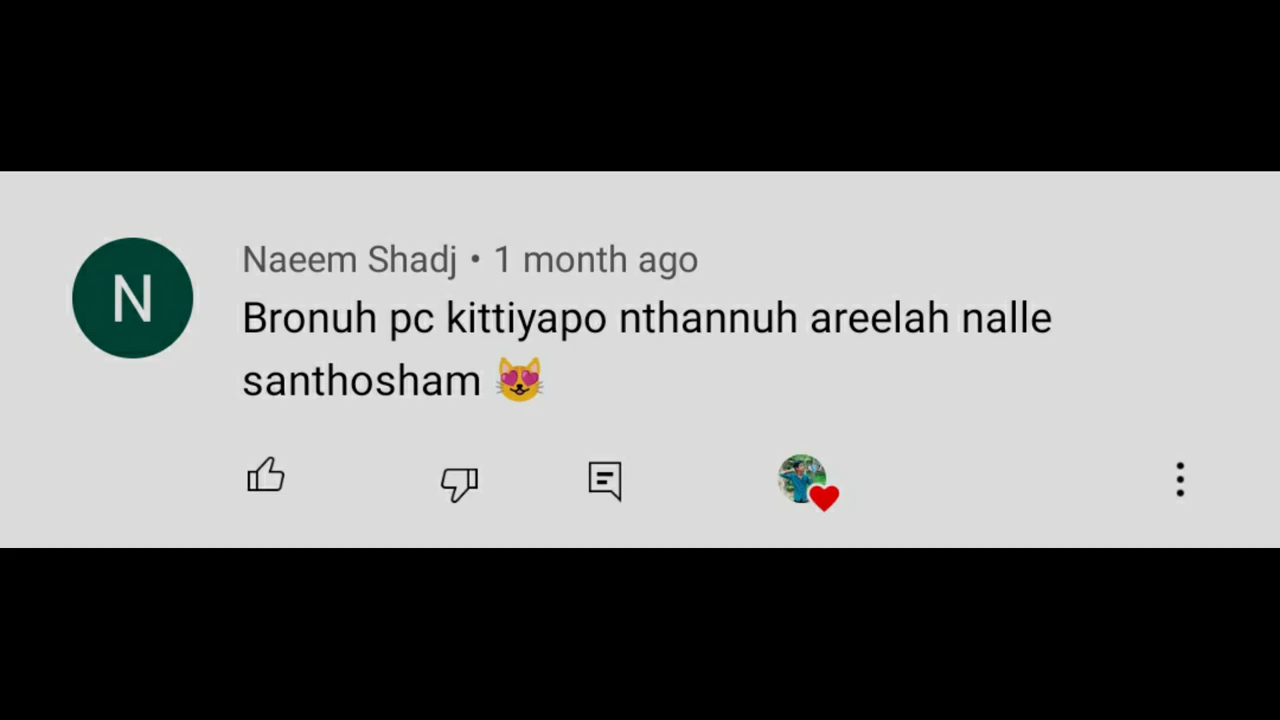 N
Naeem Shadj • 1 month ago
Bronuh pc kittiyapo nthannuh areelah nalle
santhosham 😻